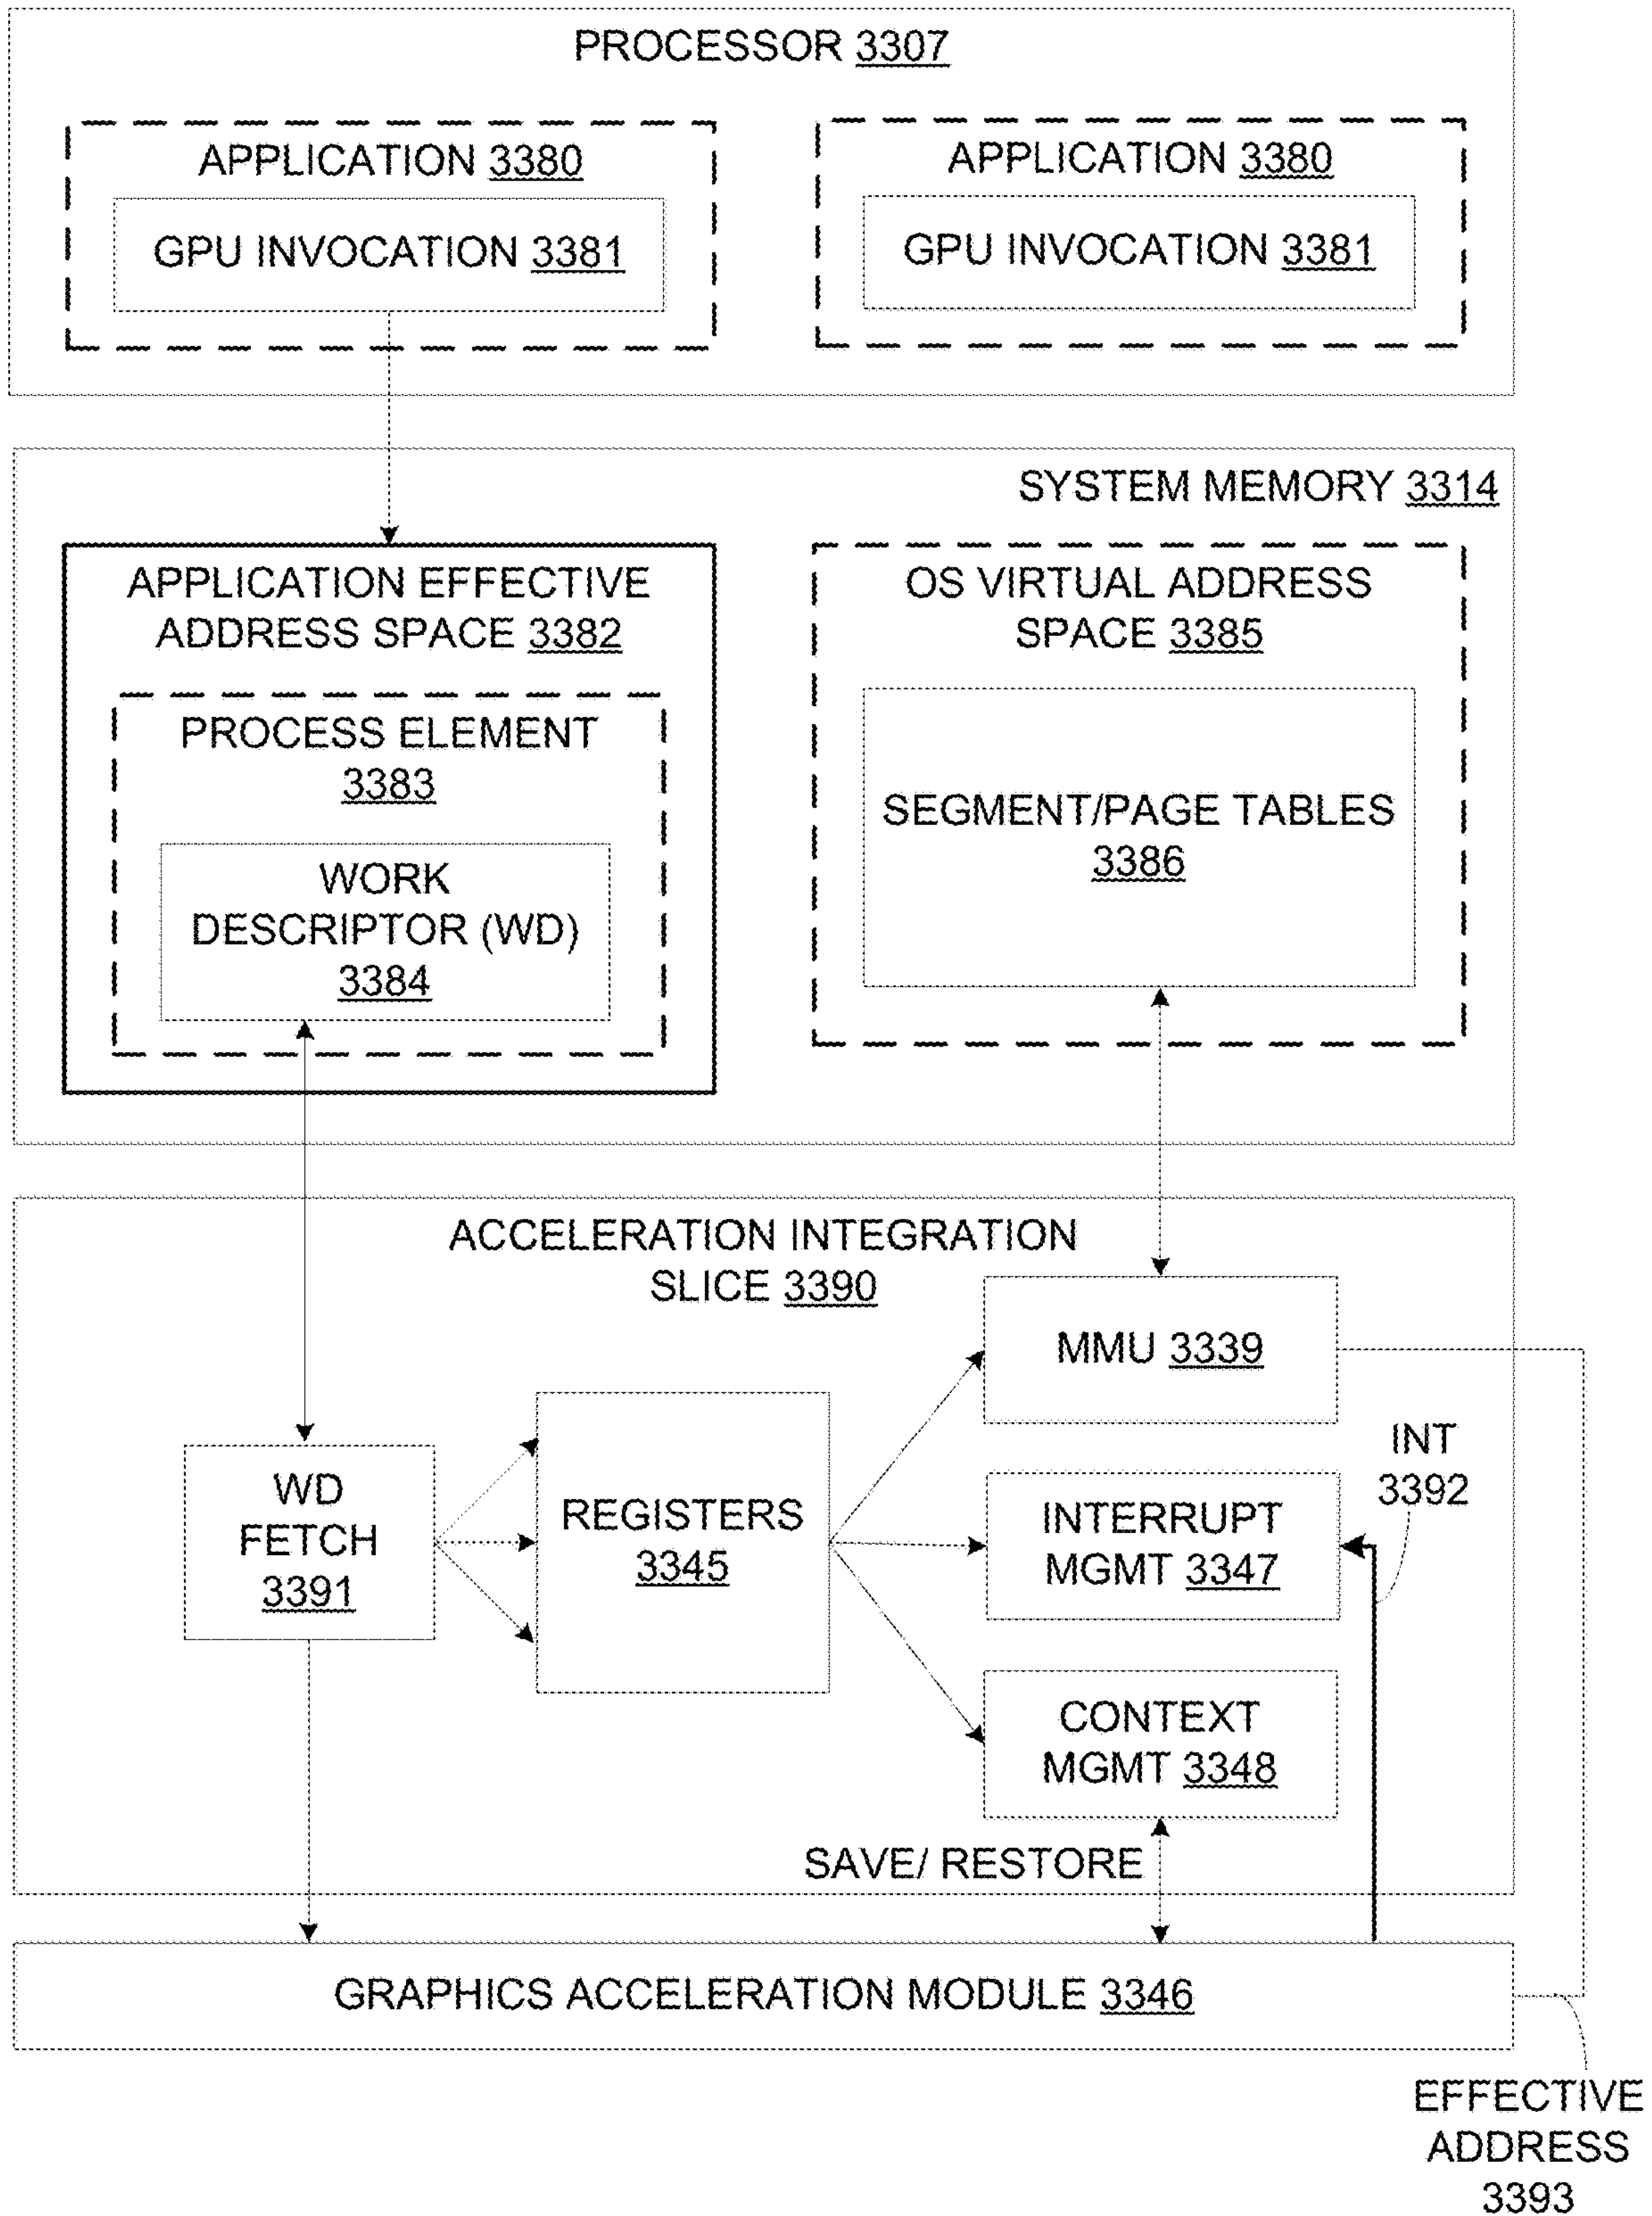 PROCESSOR 3307
APPLICATION 3380
GPU INVOCATION 3381
APPLICATION 3380
GPU INVOCATION 3381
SYSTEM MEMORY 3314
APPLICATION EFFECTIVE
ADDRESS SPACE 3382
PROCESS ELEMENT
3383
WORK
DESCRIPTOR (WD)
3384
OS VIRTUAL ADDRESS
SPACE 3385
SEGMENT/PAGE TABLES
3386
ACCELERATION INTEGRATION
SLICE 3390
WD
FETCH
3391
REGISTERS
3345
MMU 3339
INTERRUPT
MGMT 3347
CONTEXT
MGMT 3348
INT
3392
SAVE/ RESTORE
GRAPHICS ACCELERATION MODULE 3346
EFFECTIVE
ADDRESS
3393